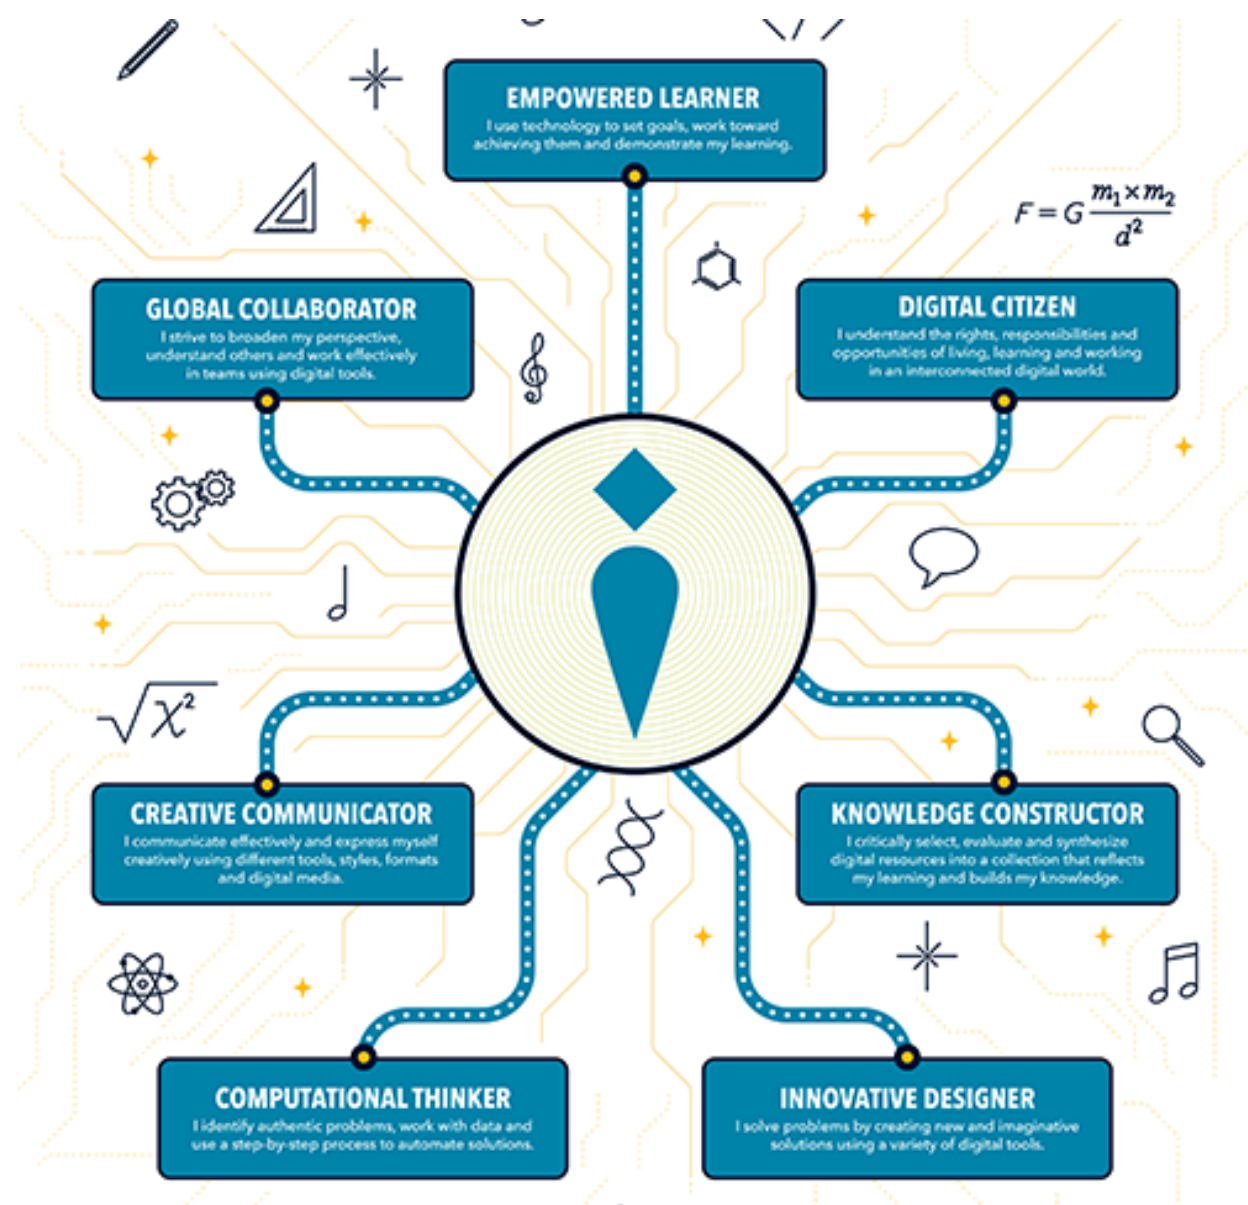 EMPOWERED LEARNER
I use technology to set goals, work toward
achieving them and demonstrate my learning.
F = G m₁ × m₂ / d²
GLOBAL COLLABORATOR
I strive to broaden my perspective,
understand others and work effectively
in teams using digital tools.
DIGITAL CITIZEN
I understand the rights, responsibilities and
opportunities of living, learning and working
in an interconnected digital world.
√x²
CREATIVE COMMUNICATOR
I communicate effectively and express myself
creatively using different tools, styles, formats
and digital media.
KNOWLEDGE CONSTRUCTOR
I critically select, evaluate and synthesize
digital resources into a collection that reflects
my learning and builds my knowledge.
COMPUTATIONAL THINKER
I identify authentic problems, work with data and
use a step-by-step process to automate solutions.
INNOVATIVE DESIGNER
I solve problems by creating new and imaginative
solutions using a variety of digital tools.